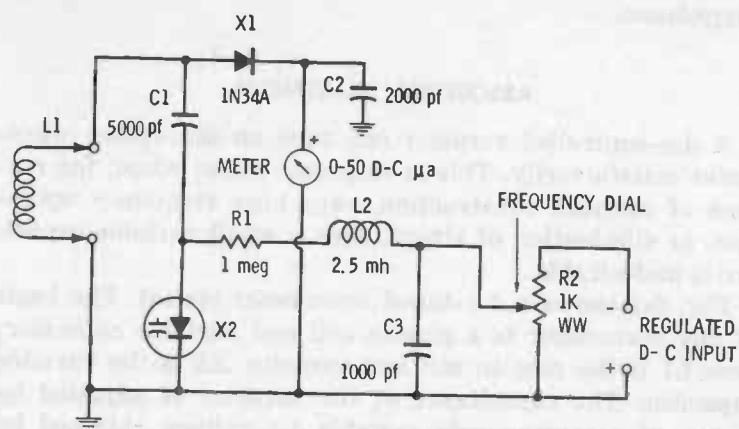 X1
1N34A
C1
5000 pf
C2
2000 pf
L1
METER
+
0-50 D-C μa
FREQUENCY DIAL
R1
1 meg
L2
2.5 mh
R2
1K
WW
-
REGULATED
D-C INPUT
+
X2
C3
1000 pf